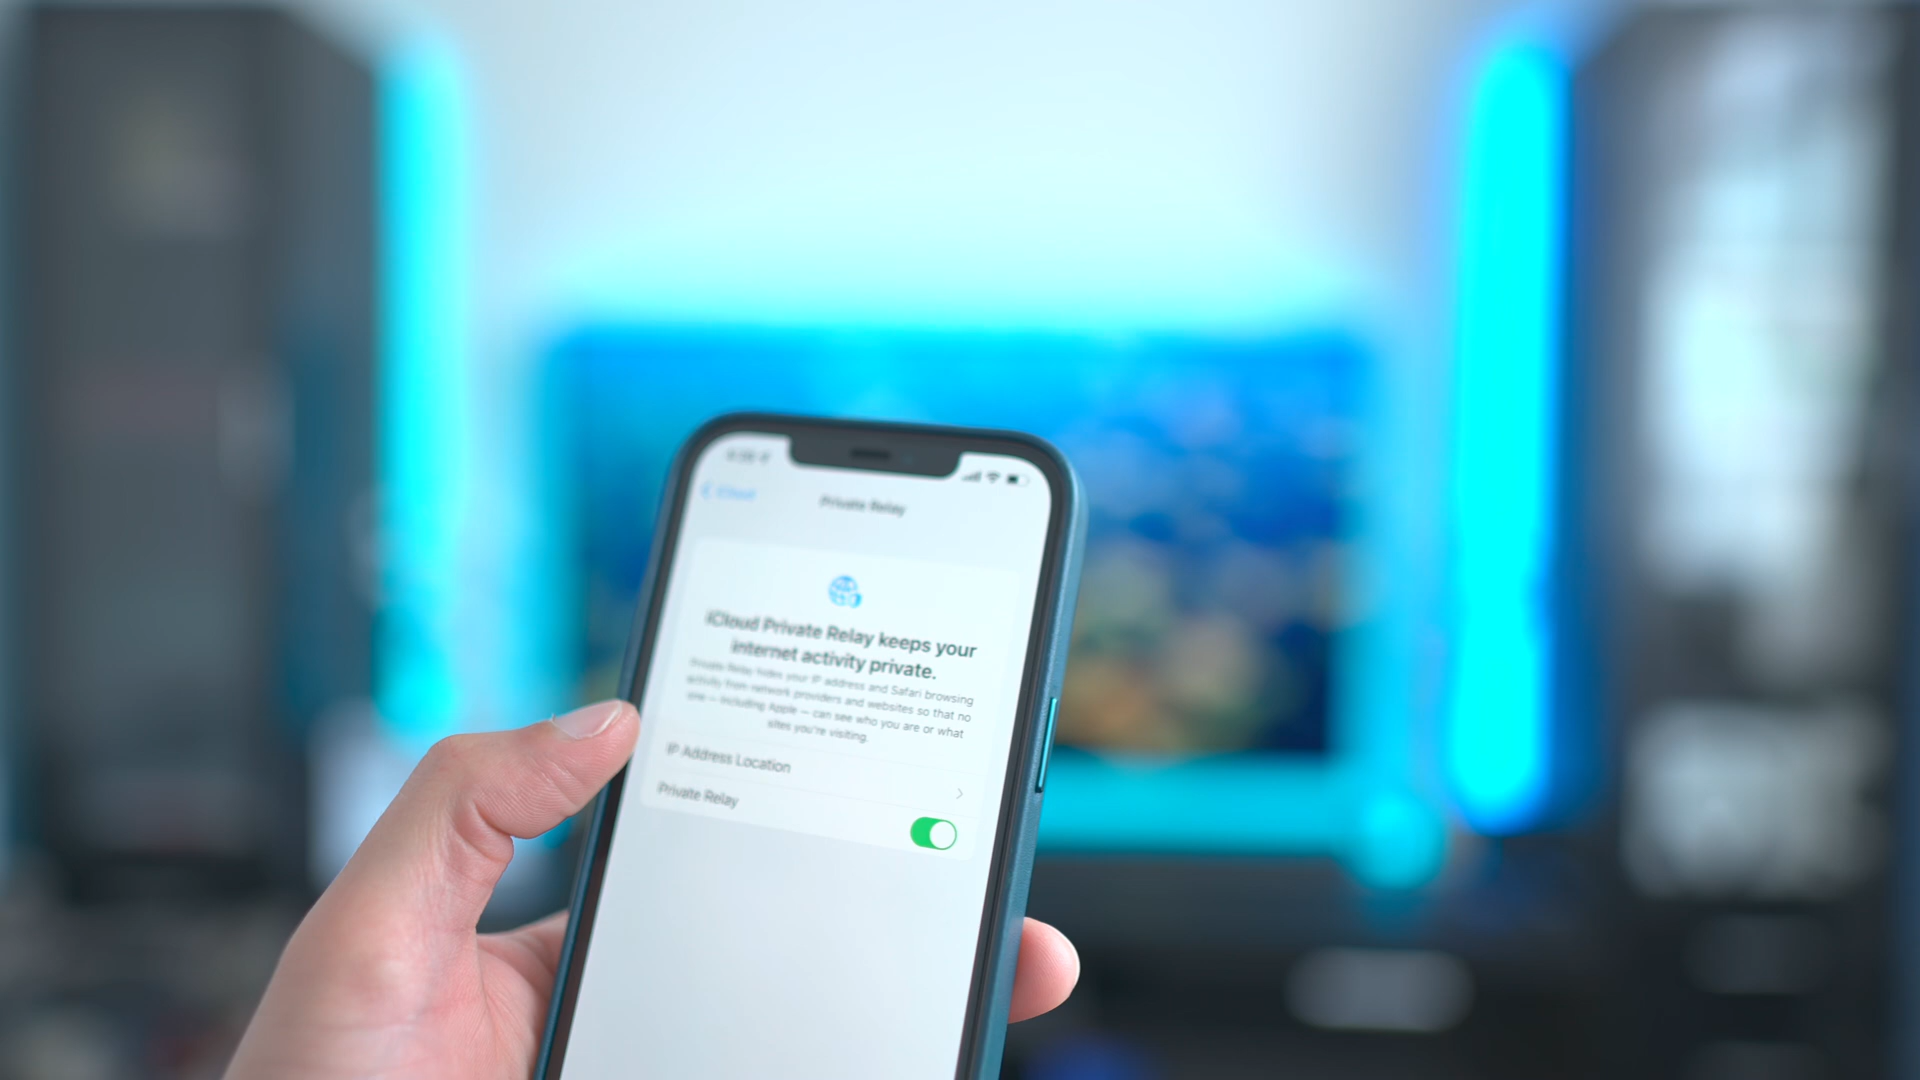 iCloud
Private Relay
iCloud Private Relay keeps your
internet activity private.
Private Relay hides your IP address and Safari browsing
activity from network providers and websites so that no
one — including Apple — can see who you are or what
sites you're visiting.
IP Address Location
Private Relay